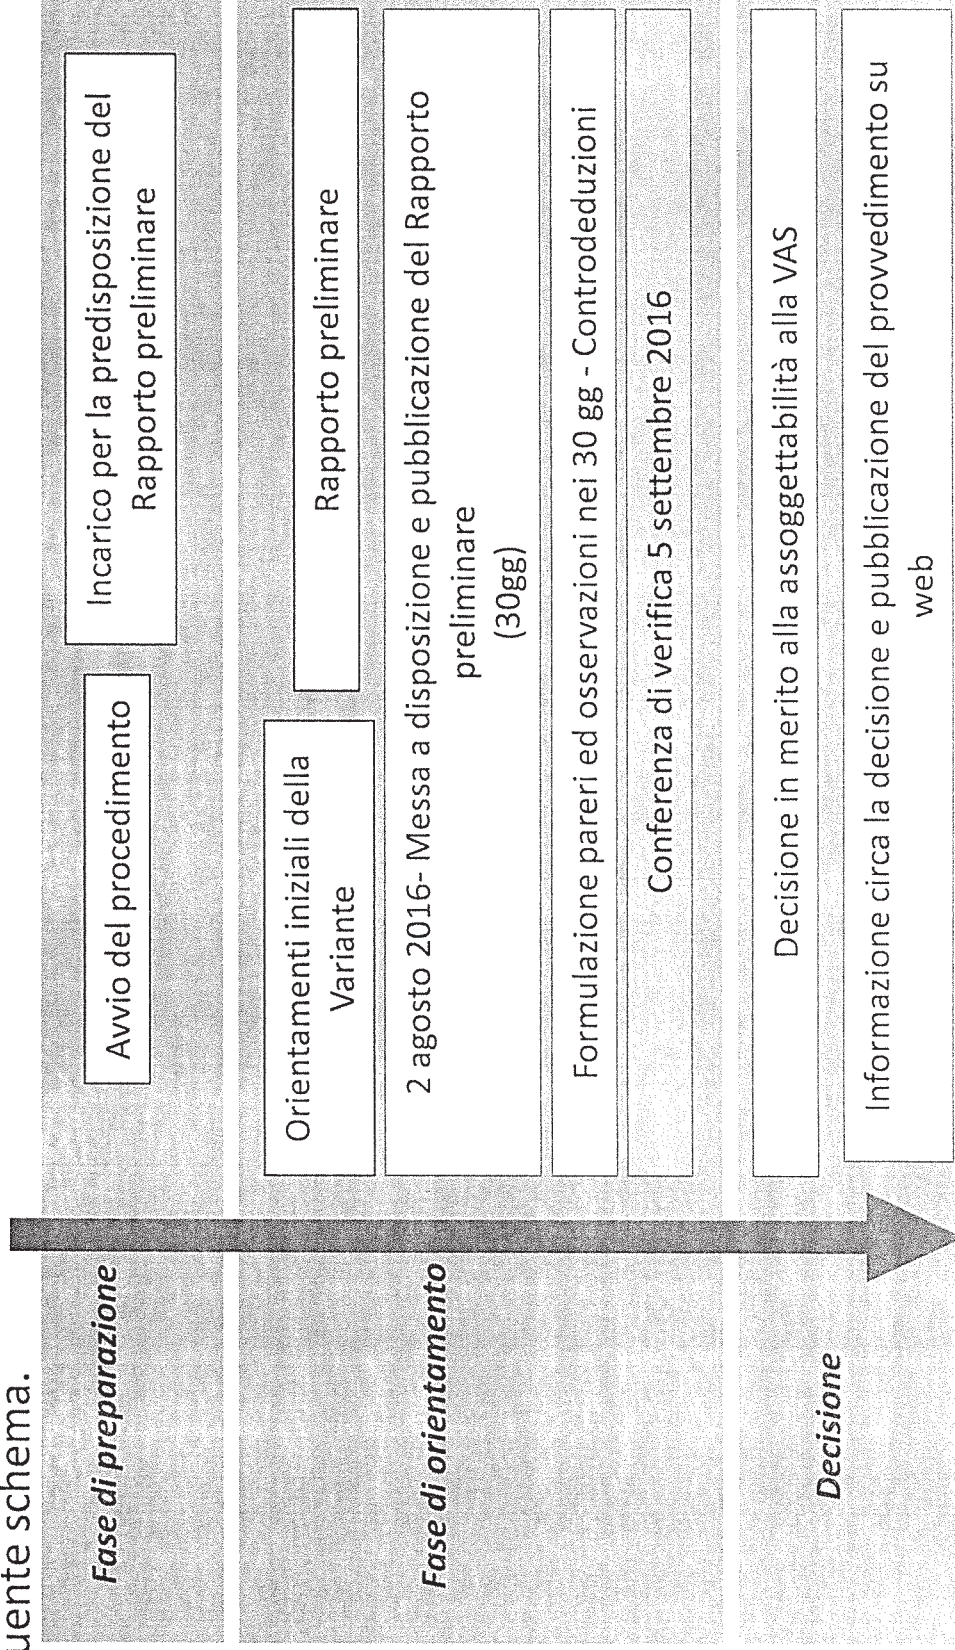 uente schema.
Fase di preparazione
Avvio del procedimento
Incarico per la predisposizione del
Rapporto preliminare
Fase di orientamento
Orientamenti iniziali della
Variante
Rapporto preliminare
2 agosto 2016- Messa a disposizione e pubblicazione del Rapporto
preliminare
(30gg)
Formulazione pareri ed osservazioni nei 30 gg - Controdeduzioni
Conferenza di verifica 5 settembre 2016
Decisione
Decisione in merito alla assoggettabilità alla VAS
Informazione circa la decisione e pubblicazione del provvedimento su
web